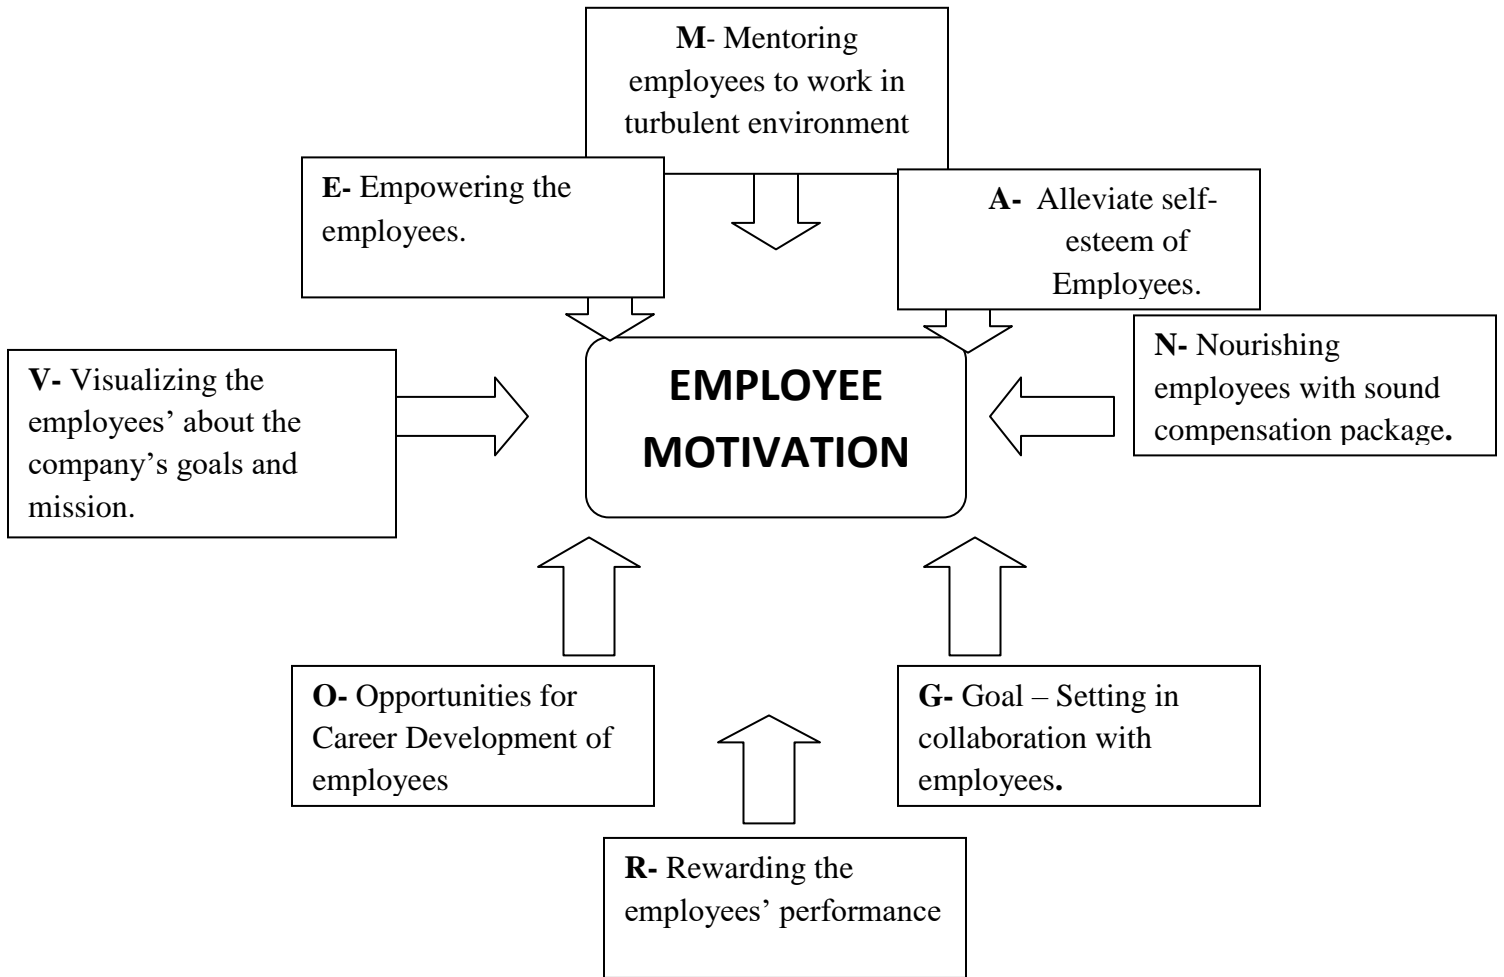 M- Mentoring
employees to work in
turbulent environment
E- Empowering the
employees.
A- Alleviate self-
esteem of
Employees.
V- Visualizing the
employees’ about the
company’s goals and
mission.
EMPLOYEE
MOTIVATION
N- Nourishing
employees with sound
compensation package.
O- Opportunities for
Career Development of
employees
G- Goal – Setting in
collaboration with
employees.
R- Rewarding the
employees’ performance